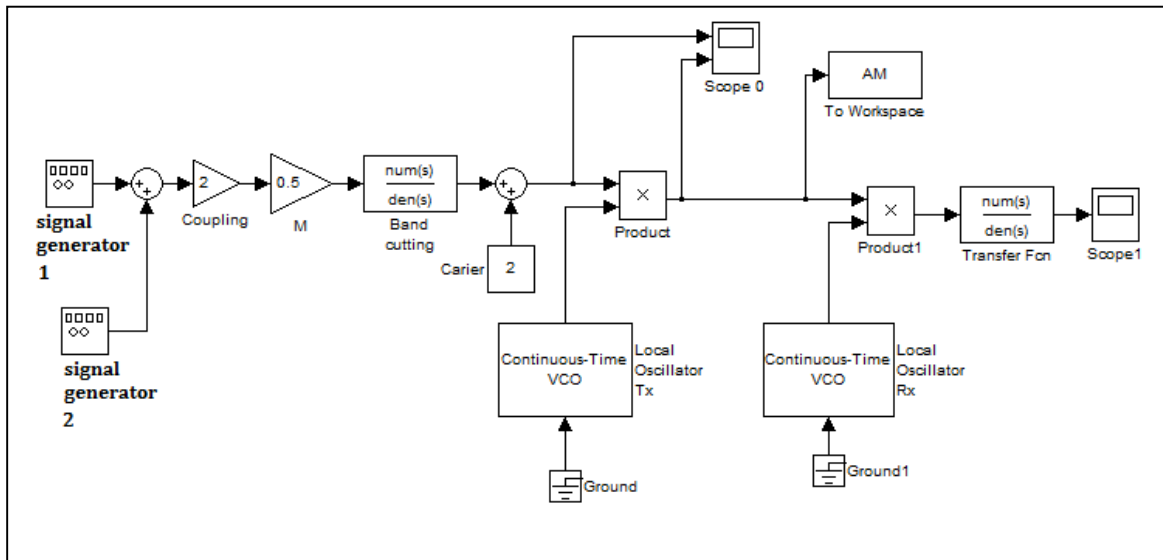 Scope 0
AM
To Workspace
signal
generator
1
2
Coupling
0.5
M
num(s)
den(s)
Band
cutting
Carier
2
×
Product
×
Product1
num(s)
den(s)
Transfer Fcn
Scope1
signal
generator
2
Continuous-Time
VCO
Local
Oscillator
Tx
Continuous-Time
VCO
Local
Oscillator
Rx
Ground
Ground1